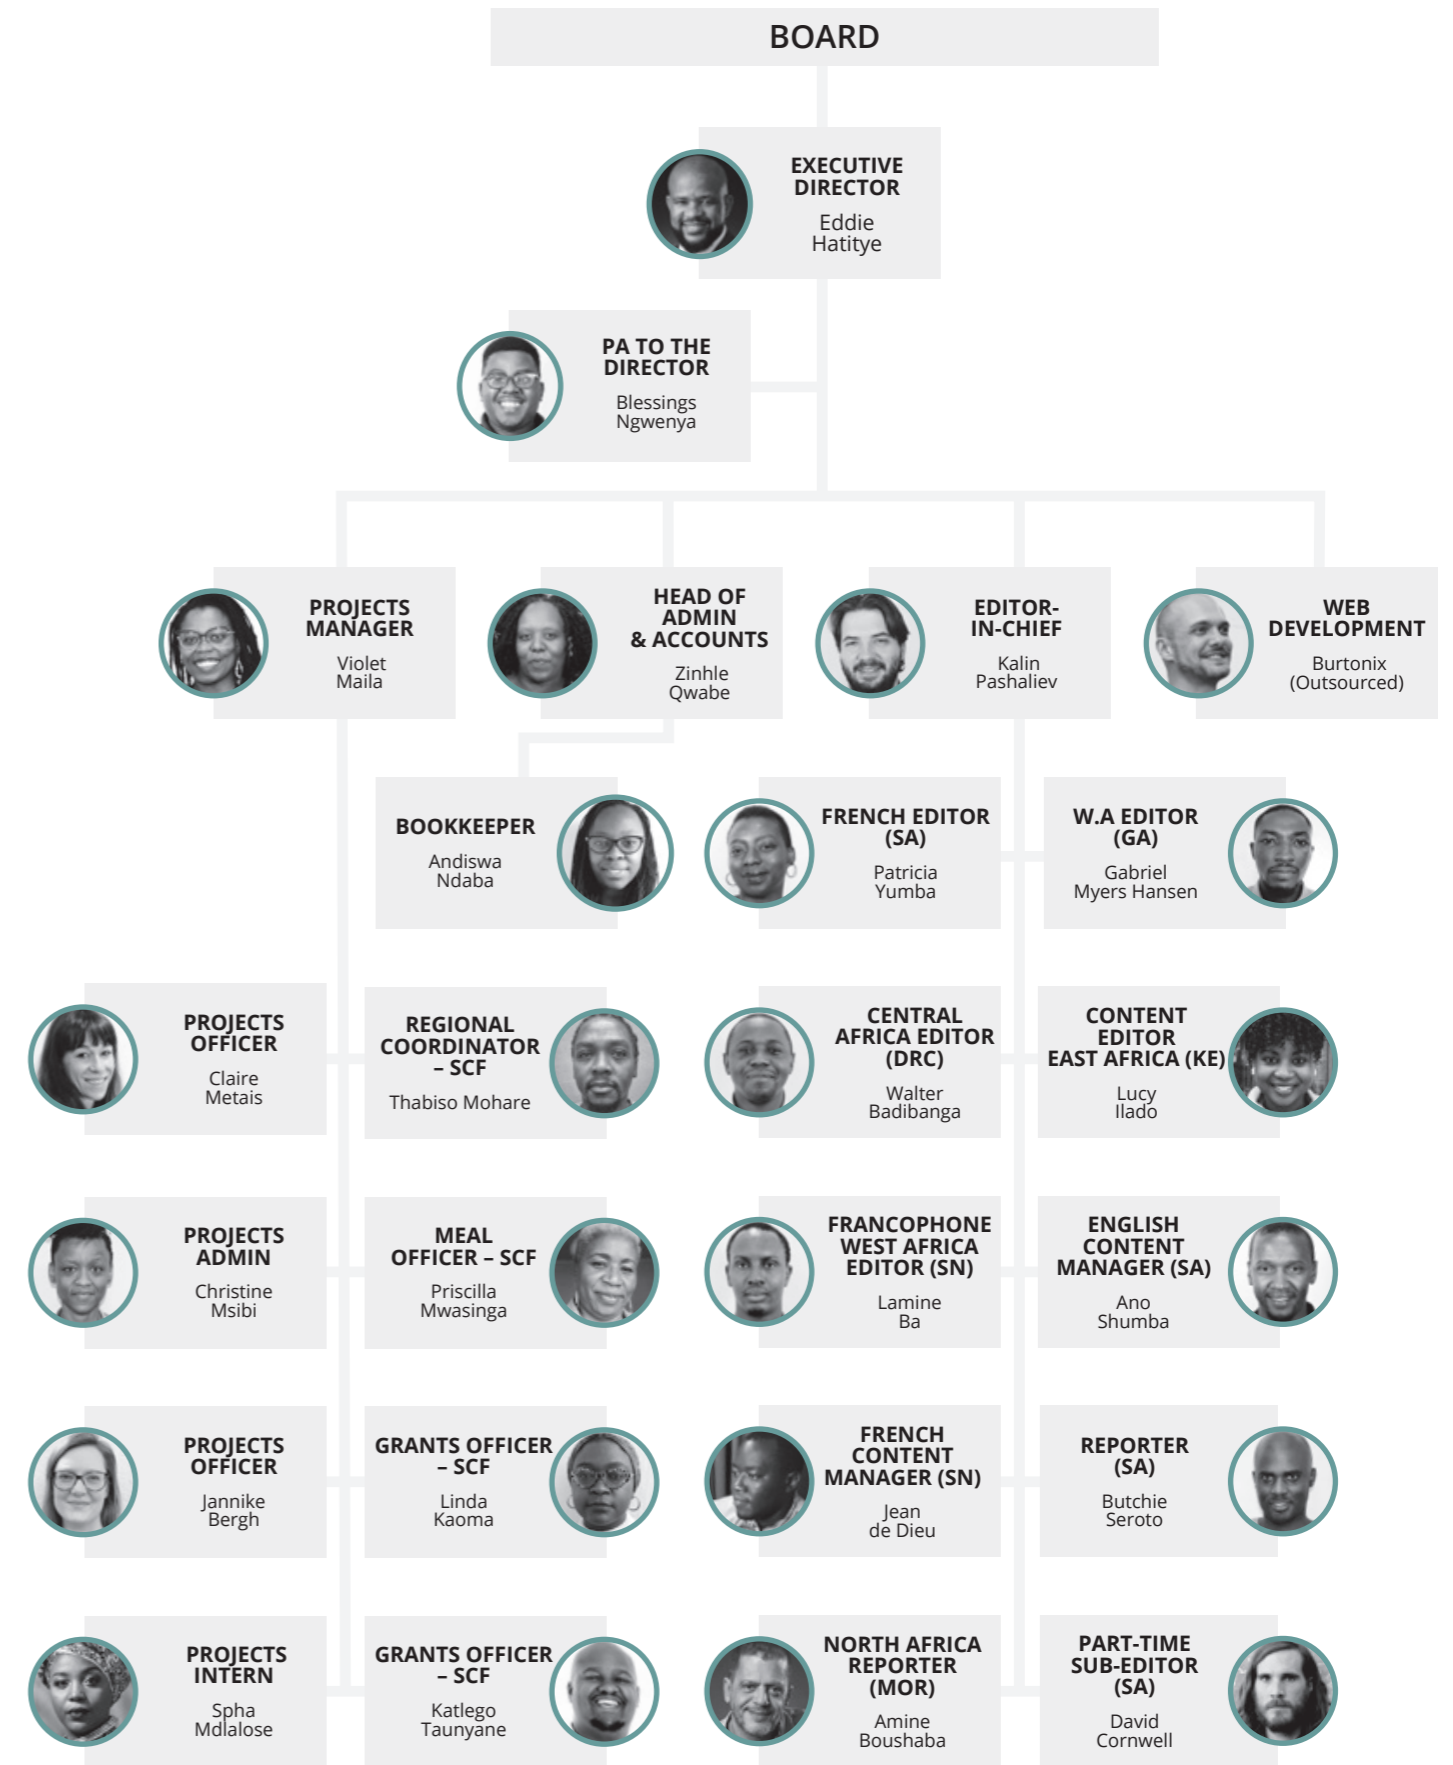 BOARD
EXECUTIVE
DIRECTOR
Eddie
Hatitye
PA TO THE
DIRECTOR
Blessings
Ngwenya
PROJECTS
MANAGER
Violet
Maila
HEAD OF
ADMIN
& ACCOUNTS
Zinhle
Qwabe
EDITOR-
IN-CHIEF
Kalin
Pashaliev
WEB
DEVELOPMENT
Burtonix
(Outsourced)
BOOKKEEPER
Andiswa
Ndaba
FRENCH EDITOR
(SA)
Patricia
Yumba
W.A EDITOR
(GA)
Gabriel
Myers Hansen
PROJECTS
OFFICER
Claire
Metais
REGIONAL
COORDINATOR
– SCF
Thabiso Mohare
CENTRAL
AFRICA EDITOR
(DRC)
Walter
Badibanga
CONTENT
EDITOR
EAST AFRICA (KE)
Lucy
Ilado
PROJECTS
ADMIN
Christine
Msibi
MEAL
OFFICER – SCF
Priscilla
Mwasinga
FRANCOPHONE
WEST AFRICA
EDITOR (SN)
Lamine
Ba
ENGLISH
CONTENT
MANAGER (SA)
Ano
Shumba
PROJECTS
OFFICER
Jannike
Bergh
GRANTS OFFICER
– SCF
Linda
Kaoma
FRENCH
CONTENT
MANAGER (SN)
Jean
de Dieu
REPORTER
(SA)
Butchie
Seroto
PROJECTS
INTERN
Spha
Mdlalose
GRANTS OFFICER
– SCF
Katlego
Taunyane
NORTH AFRICA
REPORTER
(MOR)
Amine
Boushaba
PART-TIME
SUB-EDITOR
(SA)
David
Cornwell